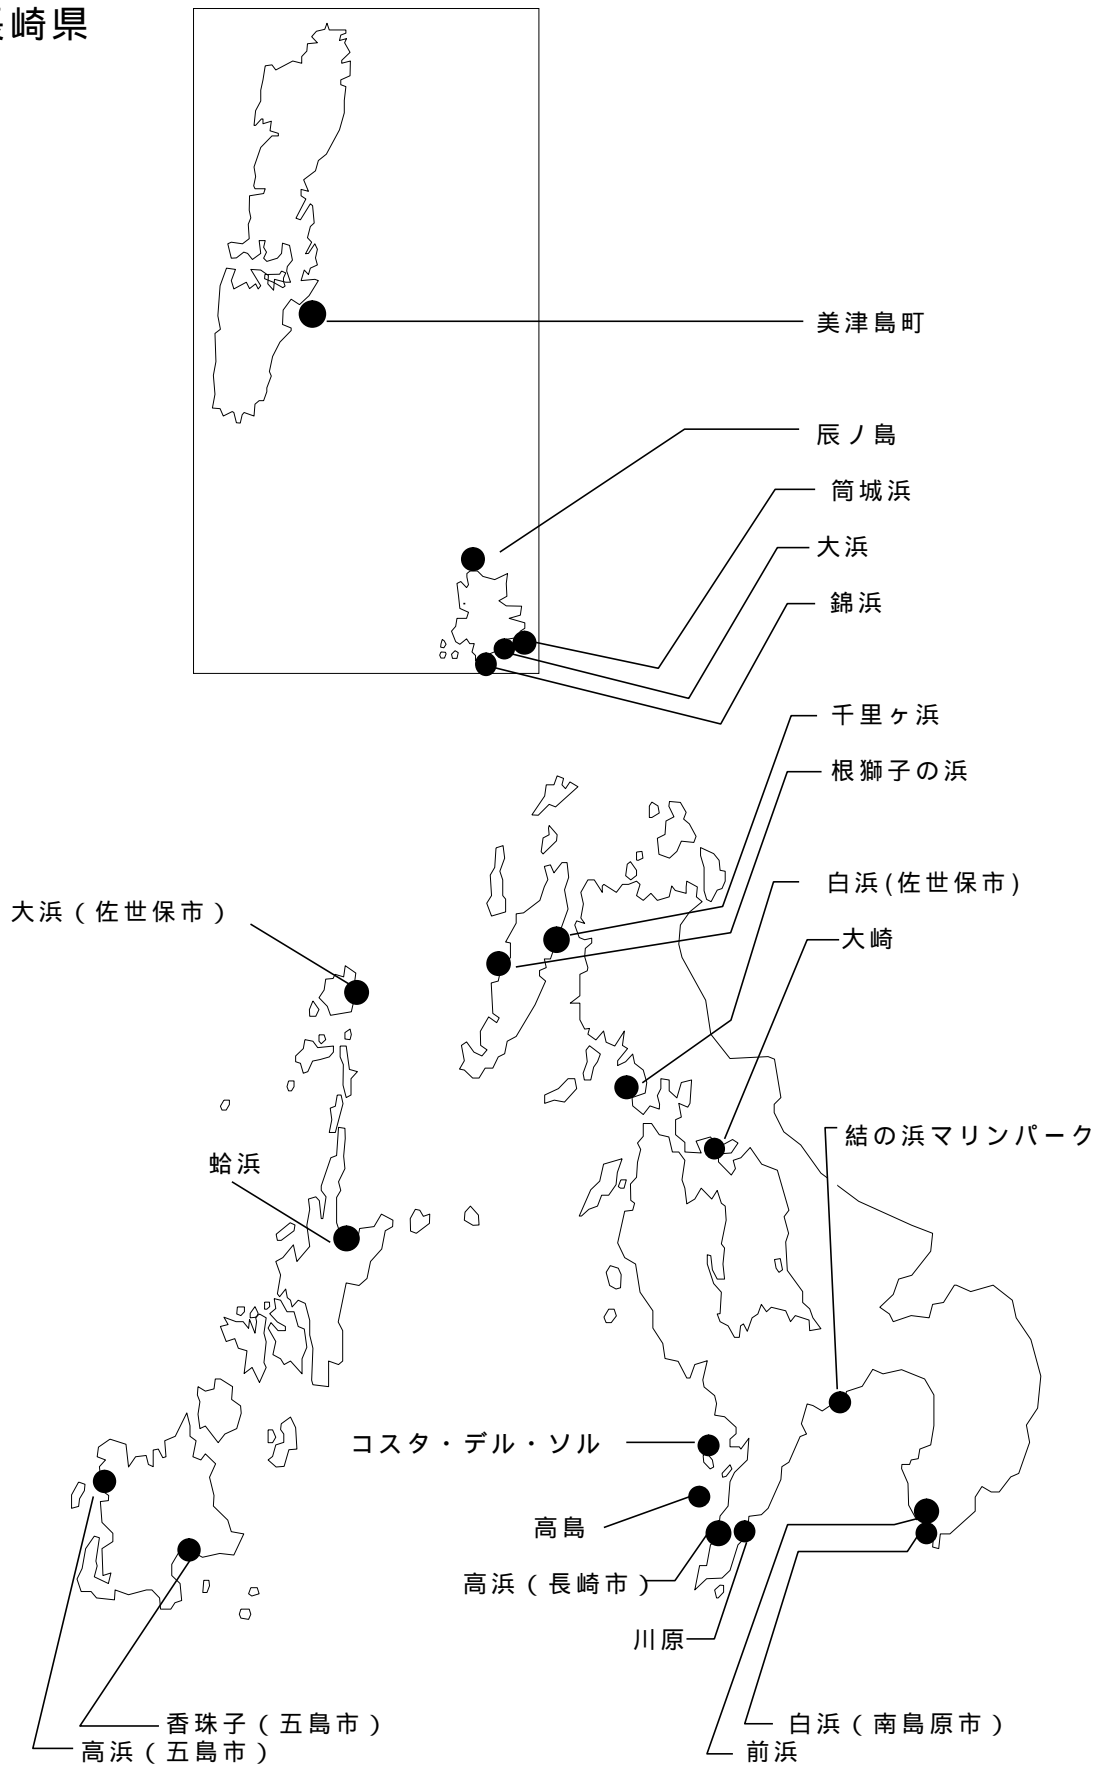 長崎県
美津島町
辰ノ島
筒城浜
大浜
錦浜
千里ヶ浜
根獅子の浜
白浜(佐世保市)
大浜（佐世保市）
大崎
結の浜マリンパーク
蛤浜
コスタ・デル・ソル
高島
高浜（長崎市）
川原
香珠子（五島市）
白浜（南島原市）
高浜（五島市）
前浜